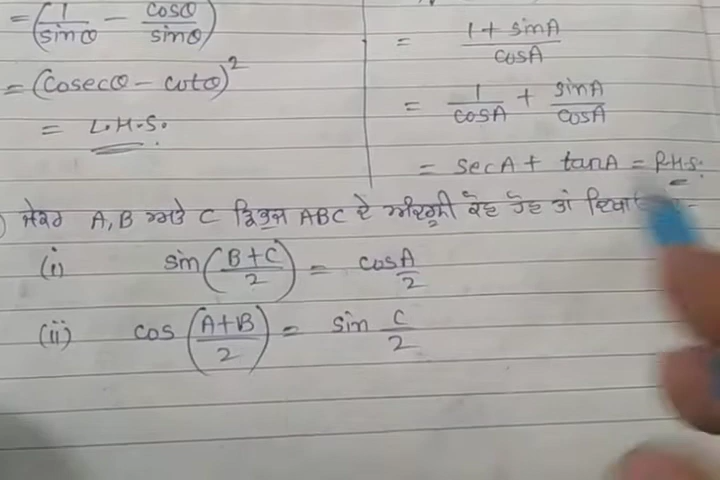 = (1/sinθ - cosθ/sinθ)
= (cosecθ - cotθ)²
= L.H.S.
= 1 + sinA / cosA
= 1/cosA + sinA/cosA
= secA + tanA = R.H.S.
ਜੇਕਰ A, B ਅਤੇ C ਤ੍ਰਿਭੁਜ ABC ਦੇ ਅੰਦਰੂਨੀ ਕੋਣ ਹੋਣ ਤਾਂ
(i) sin(B+C/2) = cosA/2
(ii) cos(A+B/2) = sin C/2